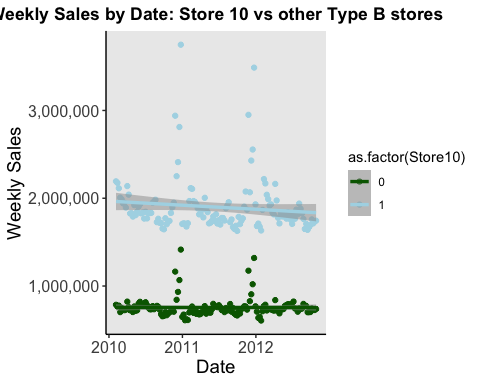 Weekly Sales by Date: Store 10 vs other Type B stores
3,000,000
2,000,000
1,000,000
Weekly Sales
2010 2011 2012
Date
as.factor(Store10)
0
1